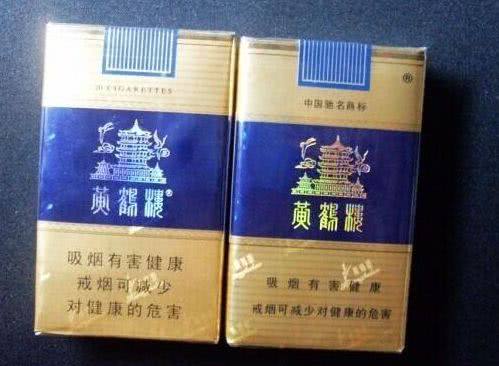 20 CIGARETTES
黄鹤楼®
吸烟有害健康
戒烟可减少
对健康的危害
®
中国驰名商标
黄鹤楼
吸烟有害健康
戒烟可减少对健康的危害